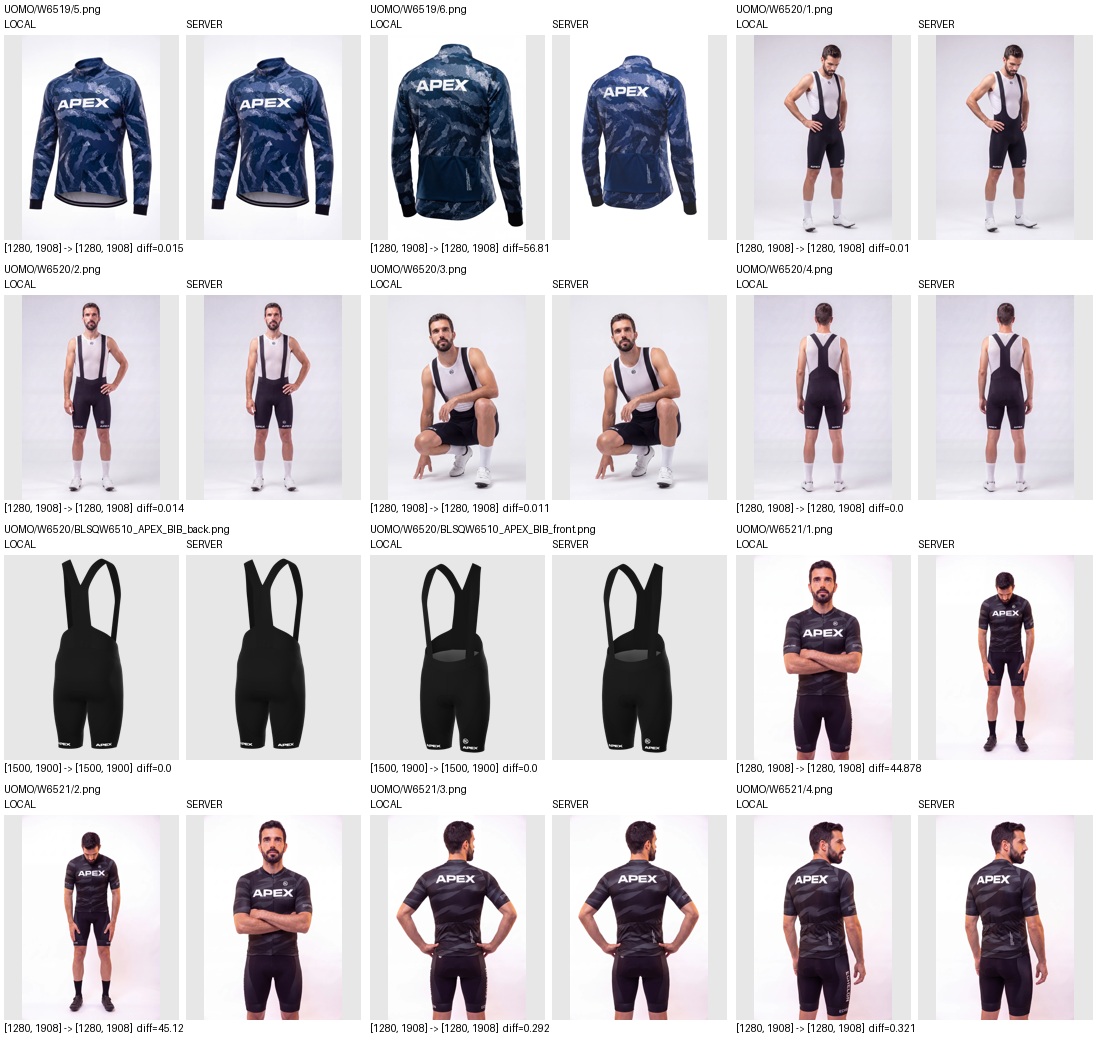 UOMO/W6519/5.png
LOCAL SERVER
APEX APEX
[1280, 1908] -> [1280, 1908] diff=0.015
UOMO/W6519/6.png
LOCAL SERVER
APEX APEX
[1280, 1908] -> [1280, 1908] diff=56.81
UOMO/W6520/1.png
LOCAL SERVER
[1280, 1908] -> [1280, 1908] diff=0.01
UOMO/W6520/2.png
LOCAL SERVER
[1280, 1908] -> [1280, 1908] diff=0.014
UOMO/W6520/3.png
LOCAL SERVER
[1280, 1908] -> [1280, 1908] diff=0.011
UOMO/W6520/4.png
LOCAL SERVER
[1280, 1908] -> [1280, 1908] diff=0.0
UOMO/W6520/BLSQW6510_APEX_BIB_back.png
LOCAL SERVER
APEX APEX APEX APEX
[1500, 1900] -> [1500, 1900] diff=0.0
UOMO/W6520/BLSQW6510_APEX_BIB_front.png
LOCAL SERVER
APEX APEX APEX APEX
[1500, 1900] -> [1500, 1900] diff=0.0
UOMO/W6521/1.png
LOCAL SERVER
APEX APEX
[1280, 1908] -> [1280, 1908] diff=44.878
UOMO/W6521/2.png
LOCAL SERVER
APEX APEX
[1280, 1908] -> [1280, 1908] diff=45.12
UOMO/W6521/3.png
LOCAL SERVER
APEX APEX
[1280, 1908] -> [1280, 1908] diff=0.292
UOMO/W6521/4.png
LOCAL SERVER
APEX APEX
[1280, 1908] -> [1280, 1908] diff=0.321